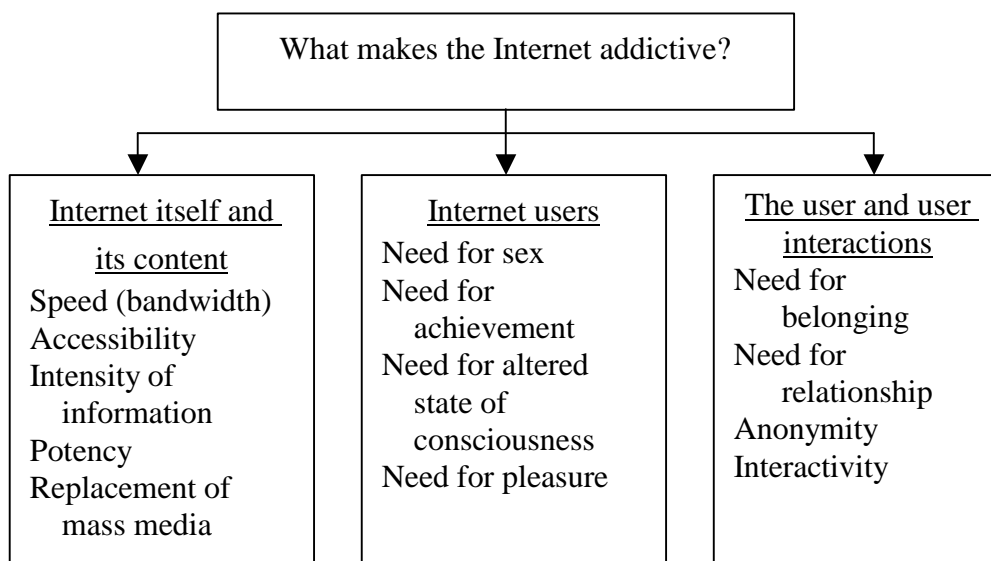 What makes the Internet addictive?
Internet itself and
its content
Speed (bandwidth)
Accessibility
Intensity of
information
Potency
Replacement of
mass media
Internet users
Need for sex
Need for
achievement
Need for altered
state of
consciousness
Need for pleasure
The user and user
interactions
Need for
belonging
Need for
relationship
Anonymity
Interactivity